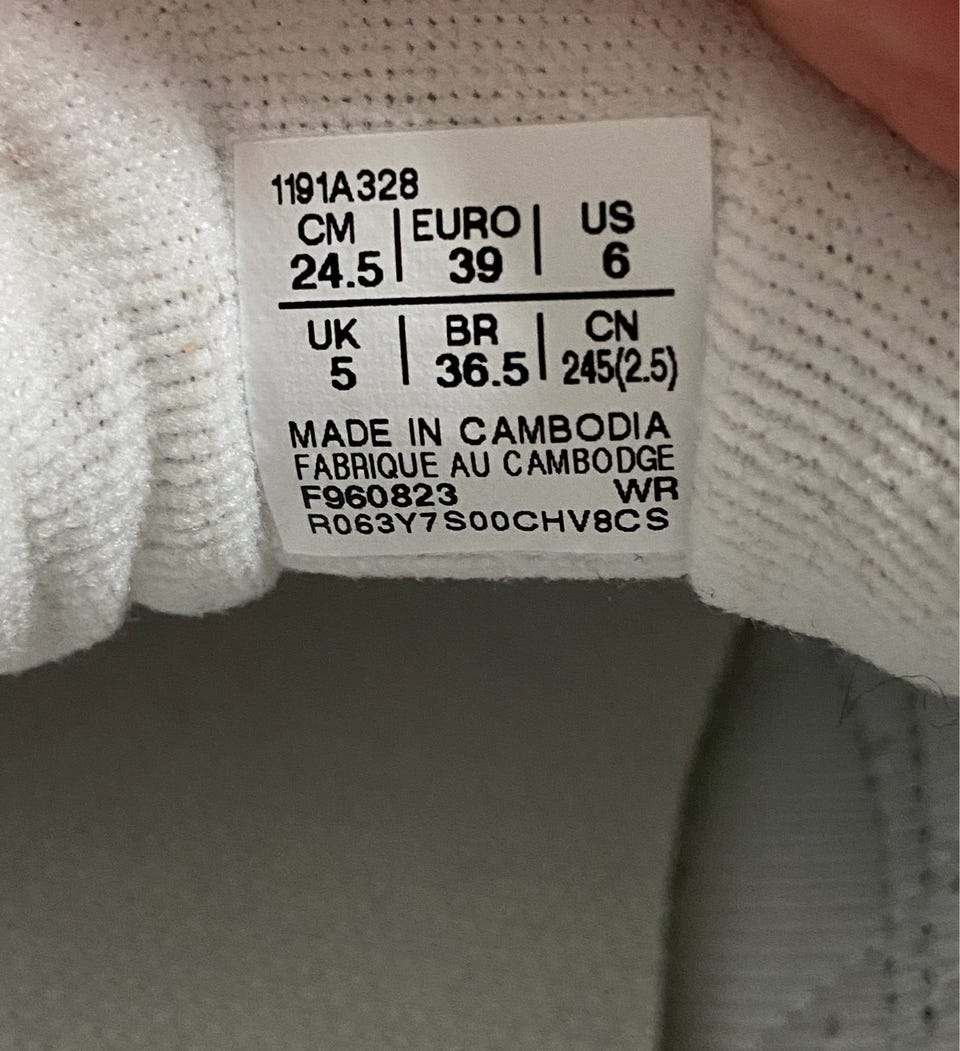 1191A328
CM | EURO | US
24.5 | 39 | 6
UK | BR | CN
5 | 36.5 | 245(2.5)
MADE IN CAMBODIA
FABRIQUE AU CAMBODGE
F960823 WR
R063Y7S00CHV8CS